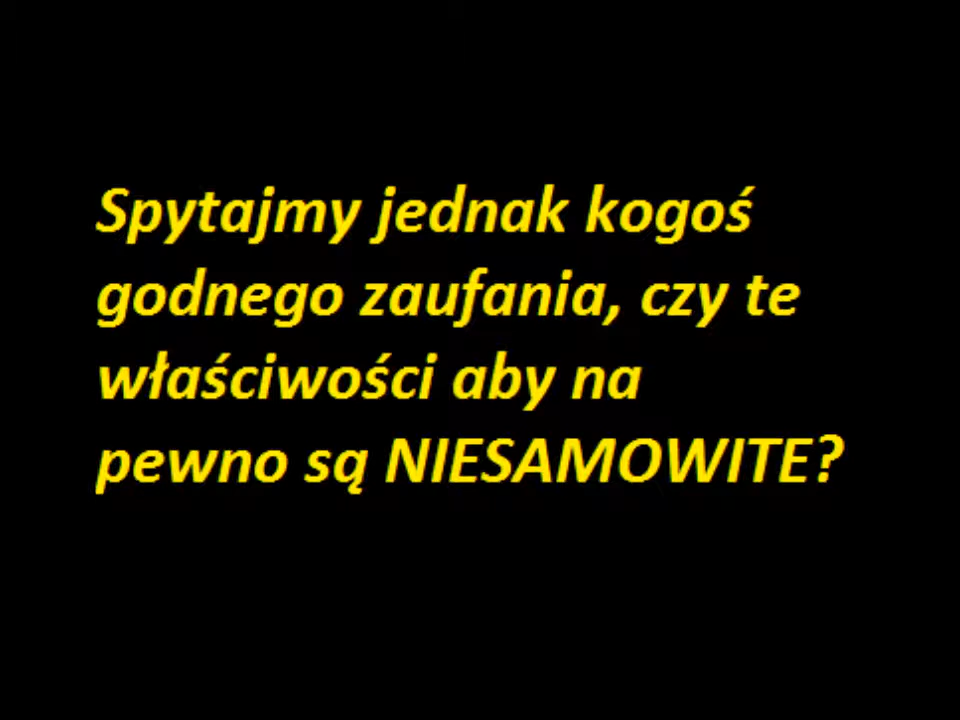 Spytajmy jednak kogoś
godnego zaufania, czy te
właściwości aby na
pewno są NIESAMOWITE?